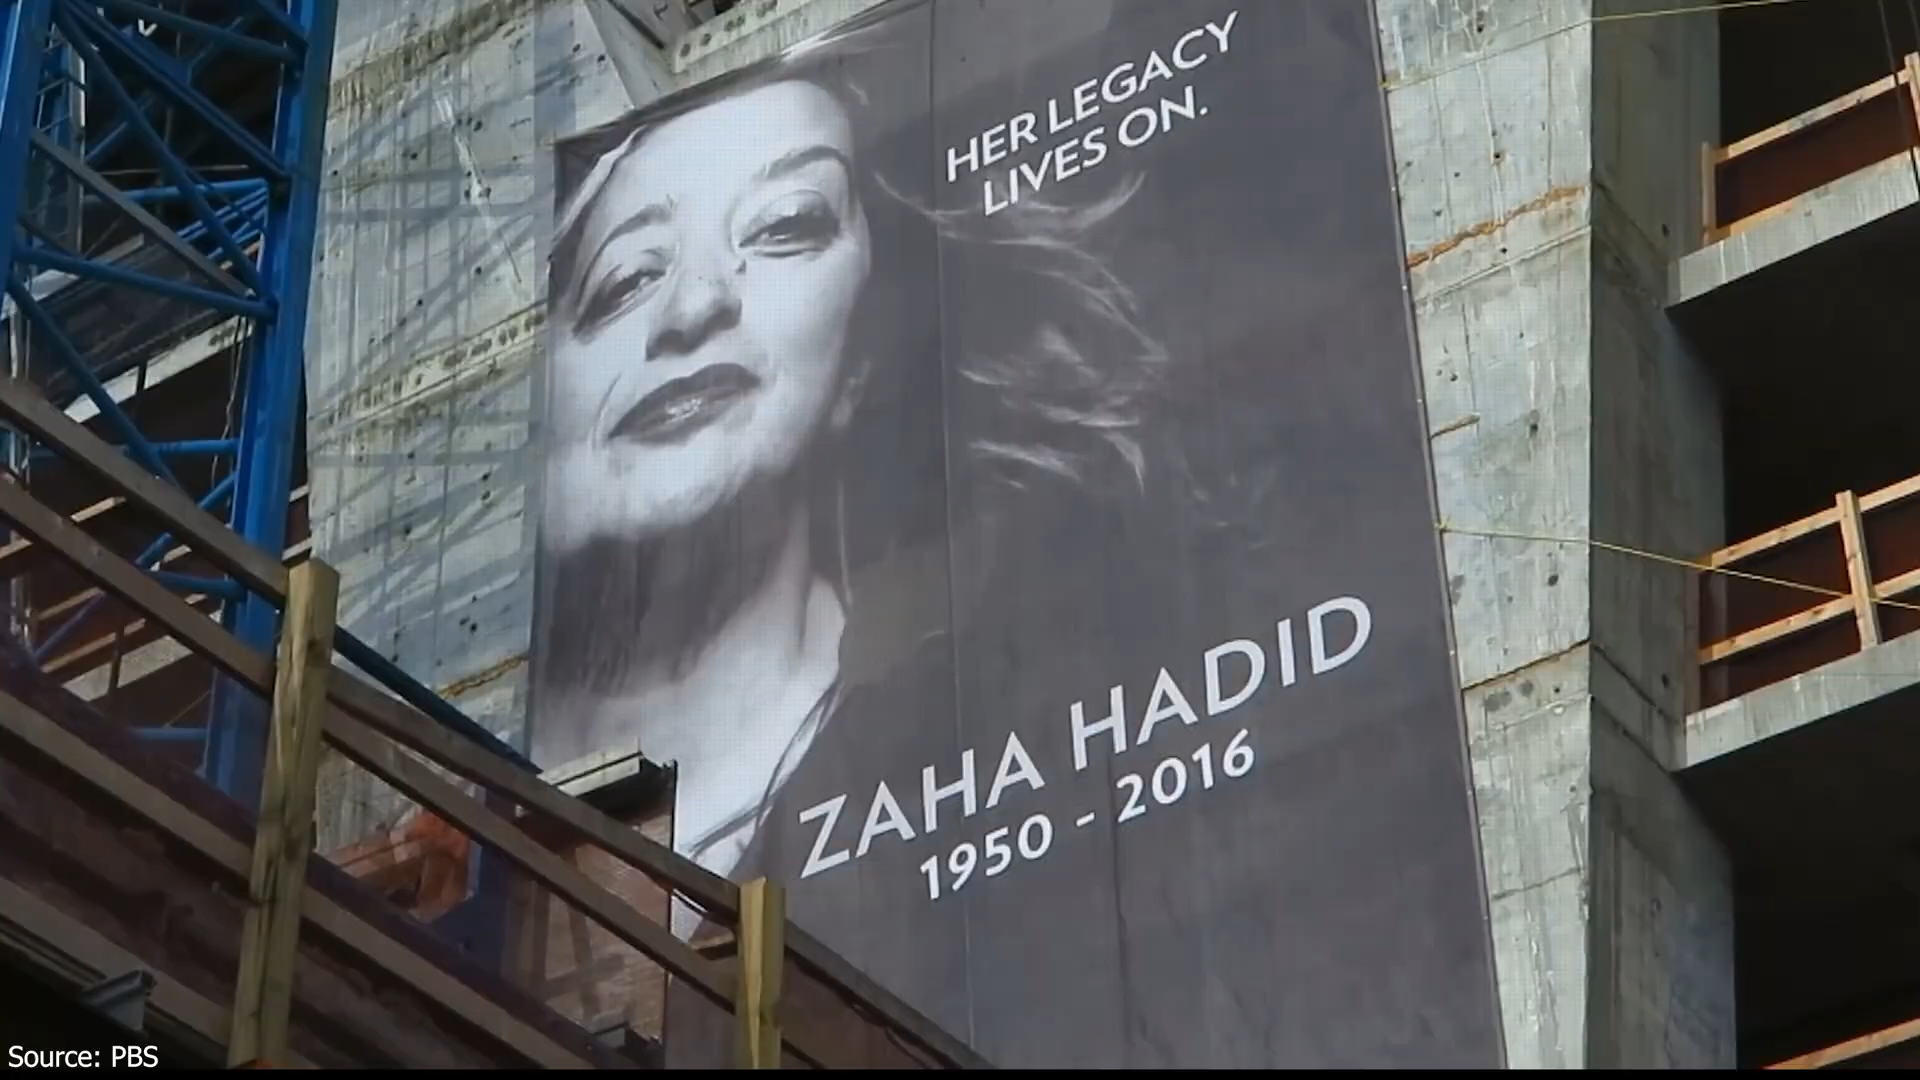 HER LEGACY
LIVES ON.
ZAHA HADID
1950 - 2016
Source: PBS